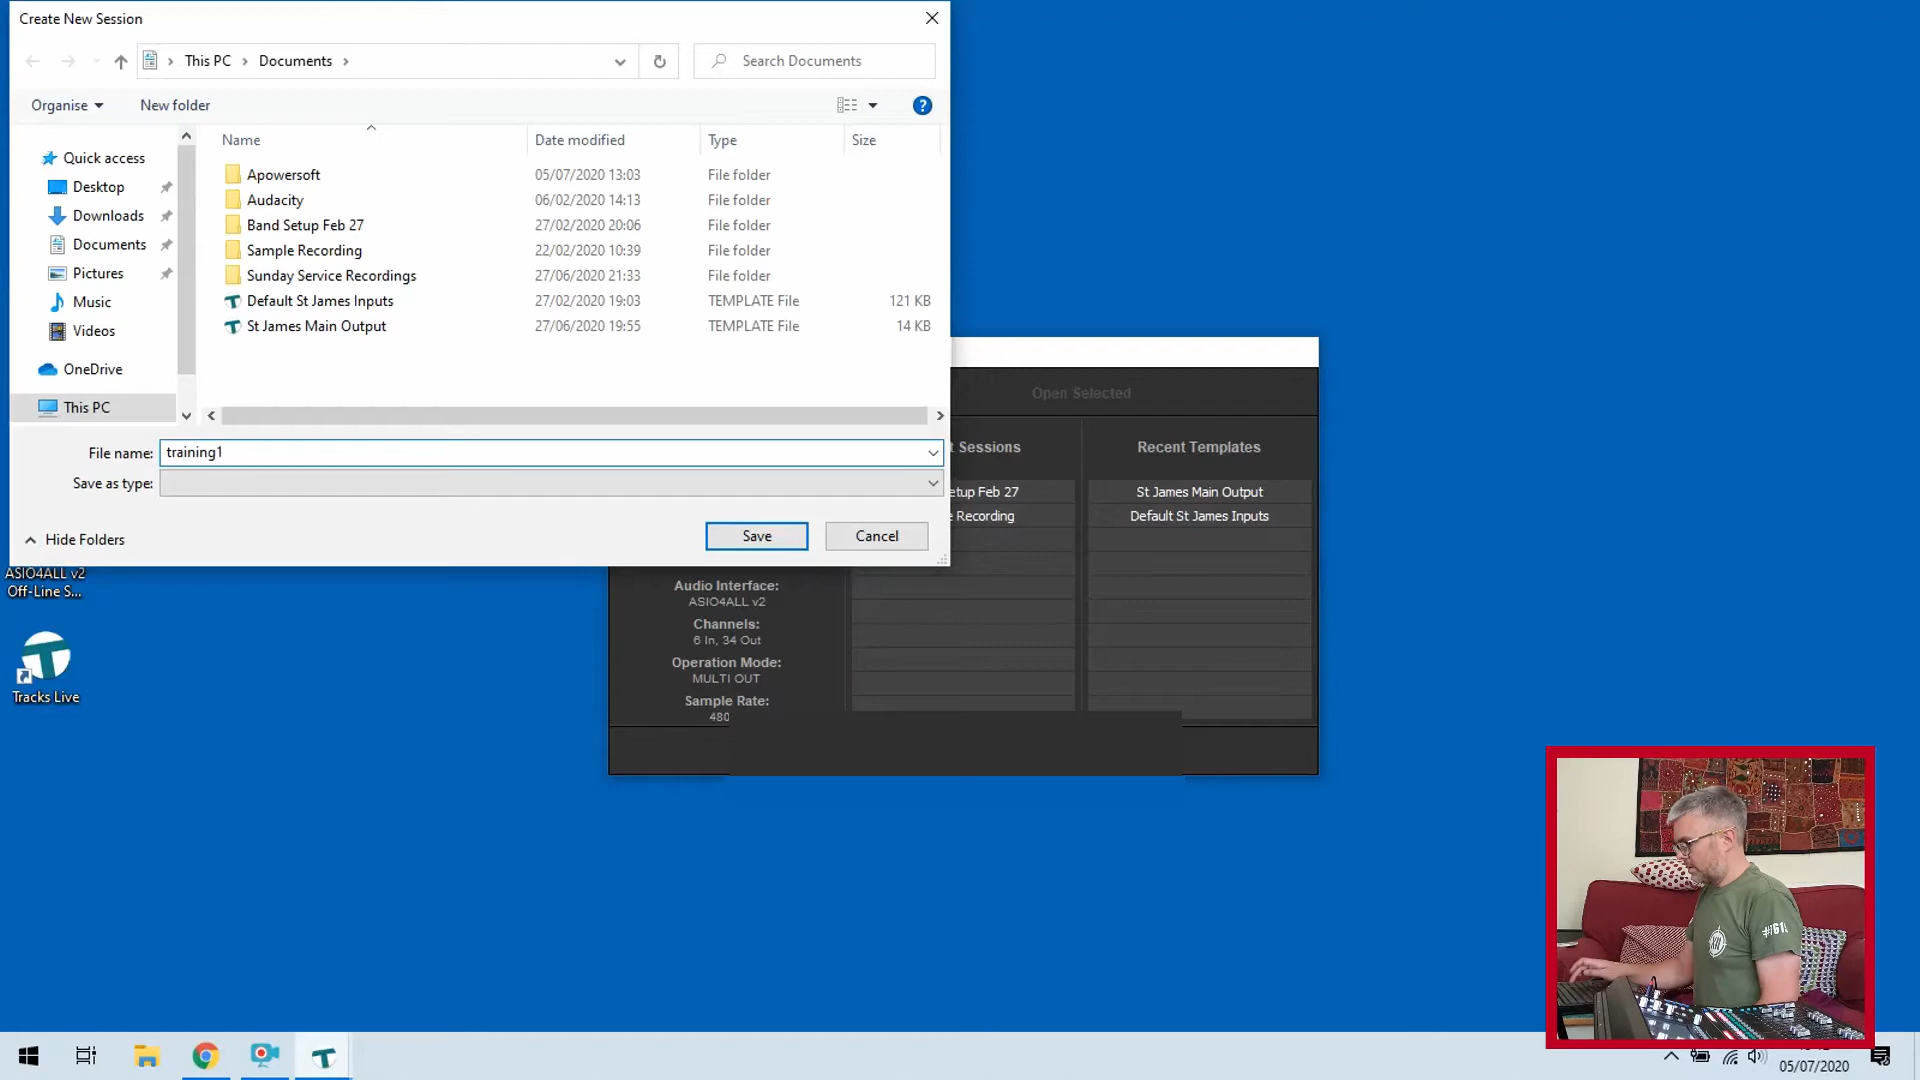 Create New Session
This PC
Documents
Search Documents
Organise
New folder
Name
Date modified
Type
Size
Quick access
Desktop
Downloads
Documents
Pictures
Music
Videos
OneDrive
This PC
Apowersoft 05/07/2020 13:03 File folder
Audacity 06/02/2020 14:13 File folder
Band Setup Feb 27 27/02/2020 20:06 File folder
Sample Recording 22/02/2020 10:39 File folder
Sunday Service Recordings 27/06/2020 21:33 File folder
Default St James Inputs 27/02/2020 19:03 TEMPLATE File 121 KB
St James Main Output 27/06/2020 19:55 TEMPLATE File 14 KB
File name: training1
Save as type:
Hide Folders
Save
Cancel
Open Selected
t Sessions
Recent Templates
etup Feb 27
St James Main Output
e Recording
Default St James Inputs
Audio Interface:
ASIO4ALL v2
Channels:
6 In, 34 Out
Operation Mode:
MULTI OUT
Sample Rate:
480
ASIO4ALL v2
Off-Line S...
Tracks Live
05/07/2020